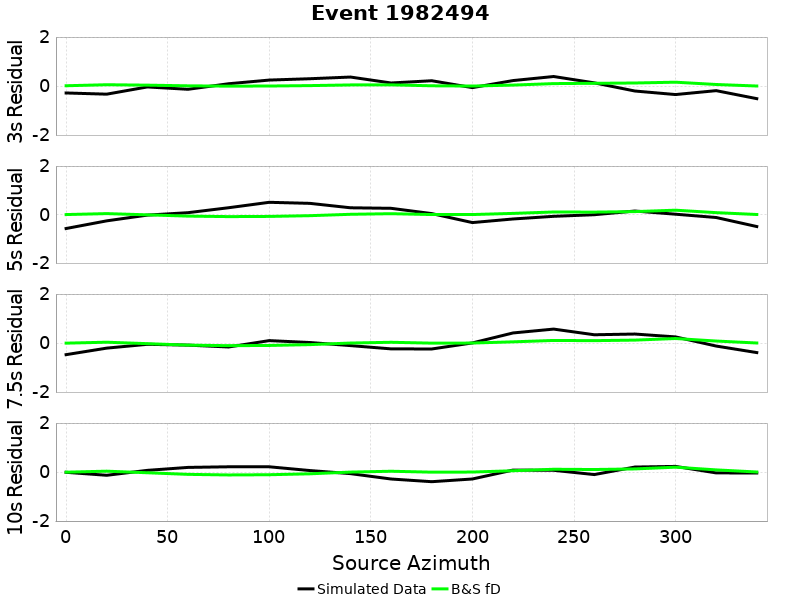 Event 1982494
3s Residual
2
0
-2
5s Residual
2
0
-2
7.5s Residual
2
0
-2
10s Residual
2
0
-2
0 50 100 150 200 250 300
Source Azimuth
Simulated Data B&S fD